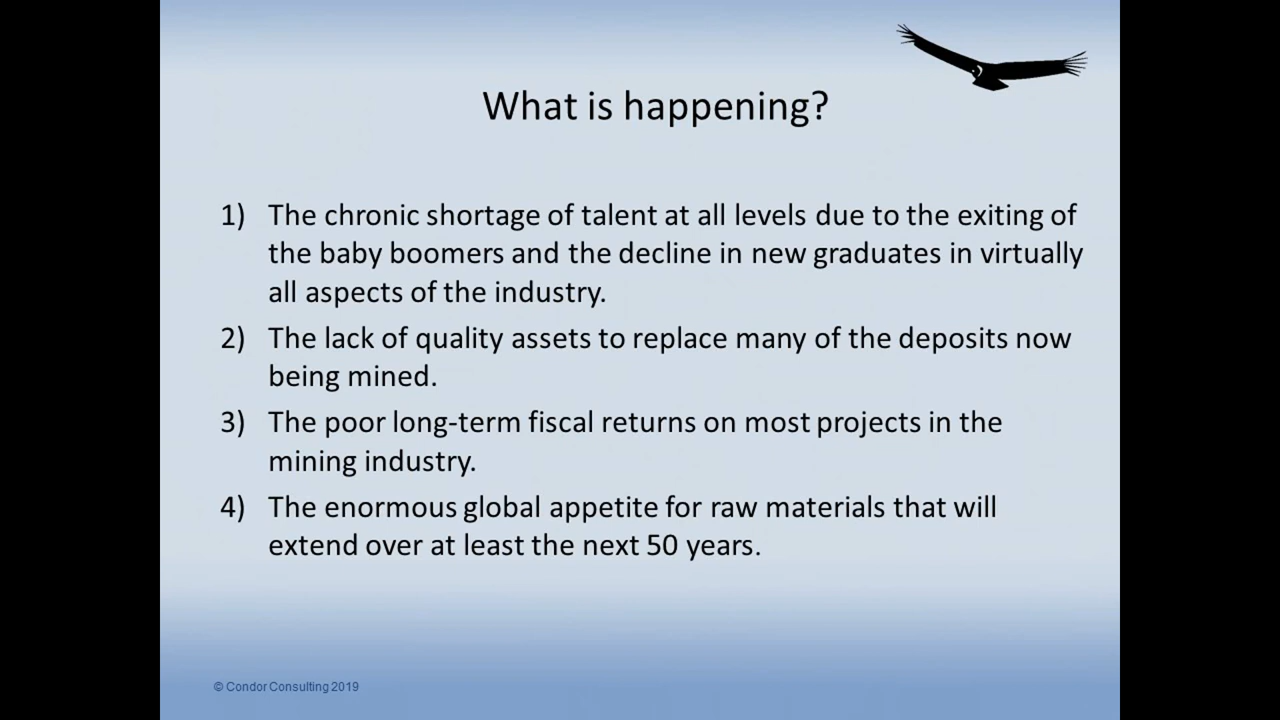 What is happening?
1) The chronic shortage of talent at all levels due to the exiting of
the baby boomers and the decline in new graduates in virtually
all aspects of the industry.
2) The lack of quality assets to replace many of the deposits now
being mined.
3) The poor long-term fiscal returns on most projects in the
mining industry.
4) The enormous global appetite for raw materials that will
extend over at least the next 50 years.
© Condor Consulting 2019